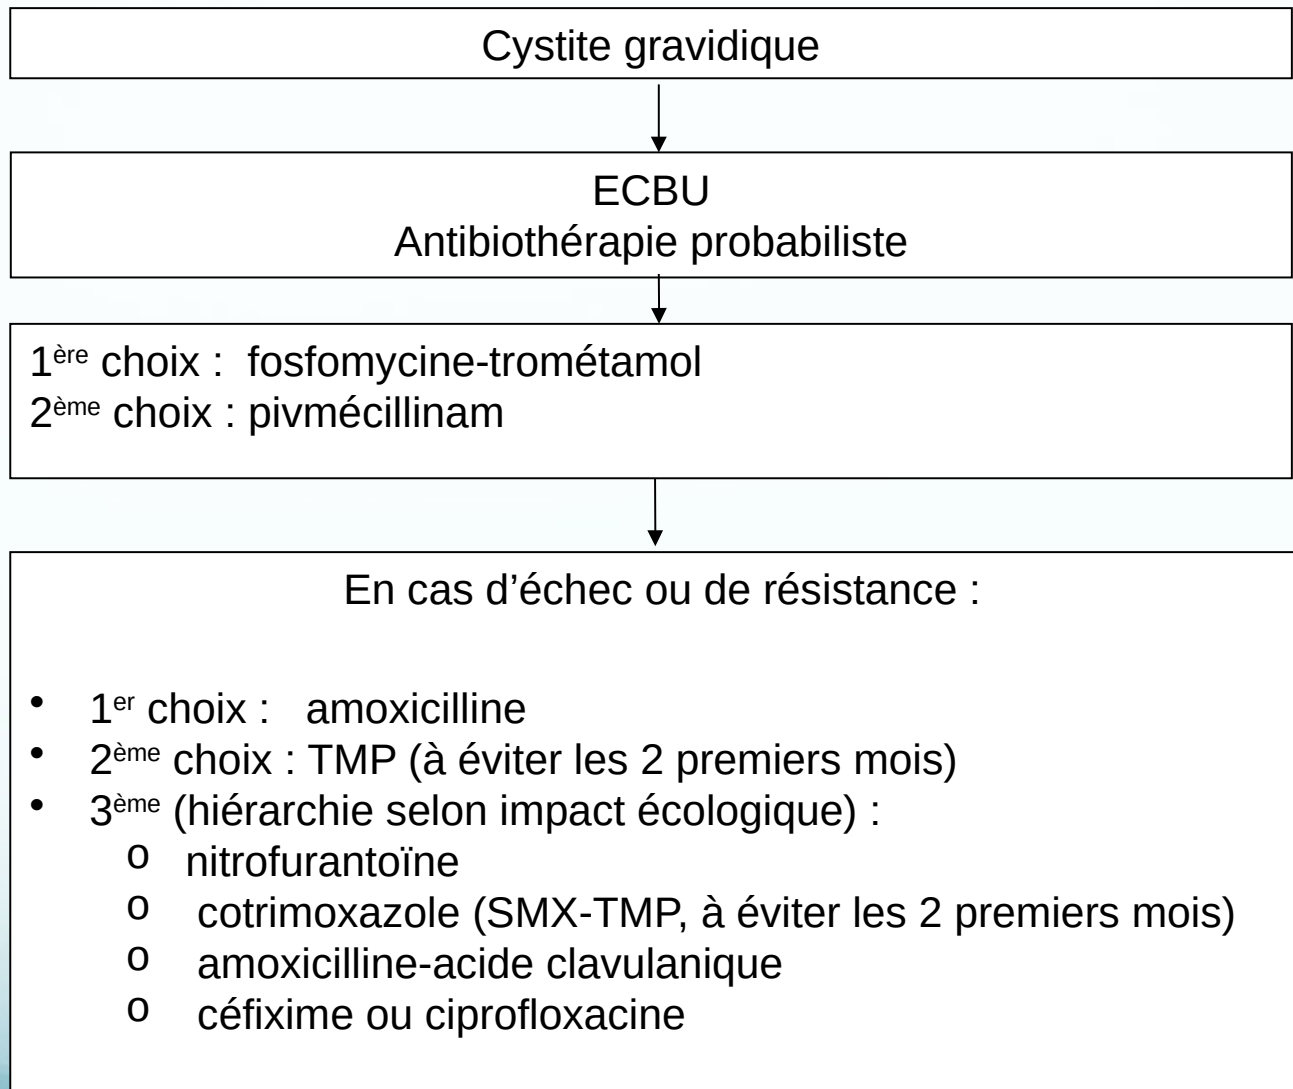 Cystite gravidique
ECBU
Antibiothérapie probabiliste
1ère choix :  fosfomycine-trométamol
2ème choix : pivmécillinam
En cas d’échec ou de résistance :
• 1er choix :   amoxicilline
• 2ème choix : TMP (à éviter les 2 premiers mois)
• 3ème (hiérarchie selon impact écologique) :
o nitrofurantoïne
o cotrimoxazole (SMX-TMP, à éviter les 2 premiers mois)
o amoxicilline-acide clavulanique
o céfixime ou ciprofloxacine